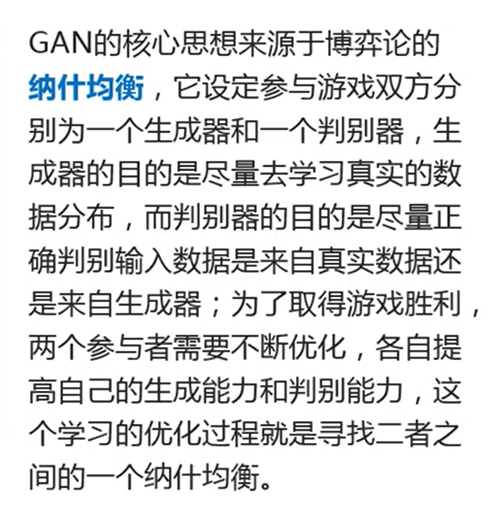 GAN的核心思想来源于博弈论的
纳什均衡，它设定参与游戏双方分
别为一个生成器和一个判别器，生
成器的目的是尽量去学习真实的数
据分布，而判别器的目的是尽量正
确判别输入数据是来自真实数据还
是来自生成器；为了取得游戏胜利，
两个参与者需要不断优化，各自提
高自己的生成能力和判别能力，这
个学习的优化过程就是寻找二者之
间的一个纳什均衡。